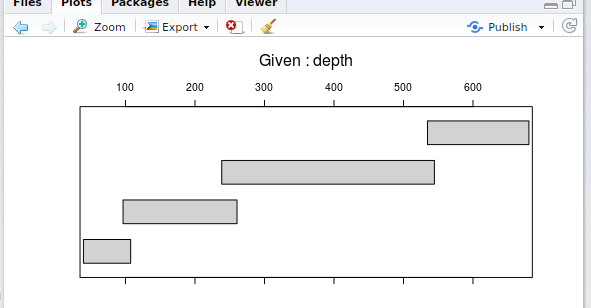 Files Plots Packages Help Viewer
Zoom Export Publish
Given : depth
100 200 300 400 500 600